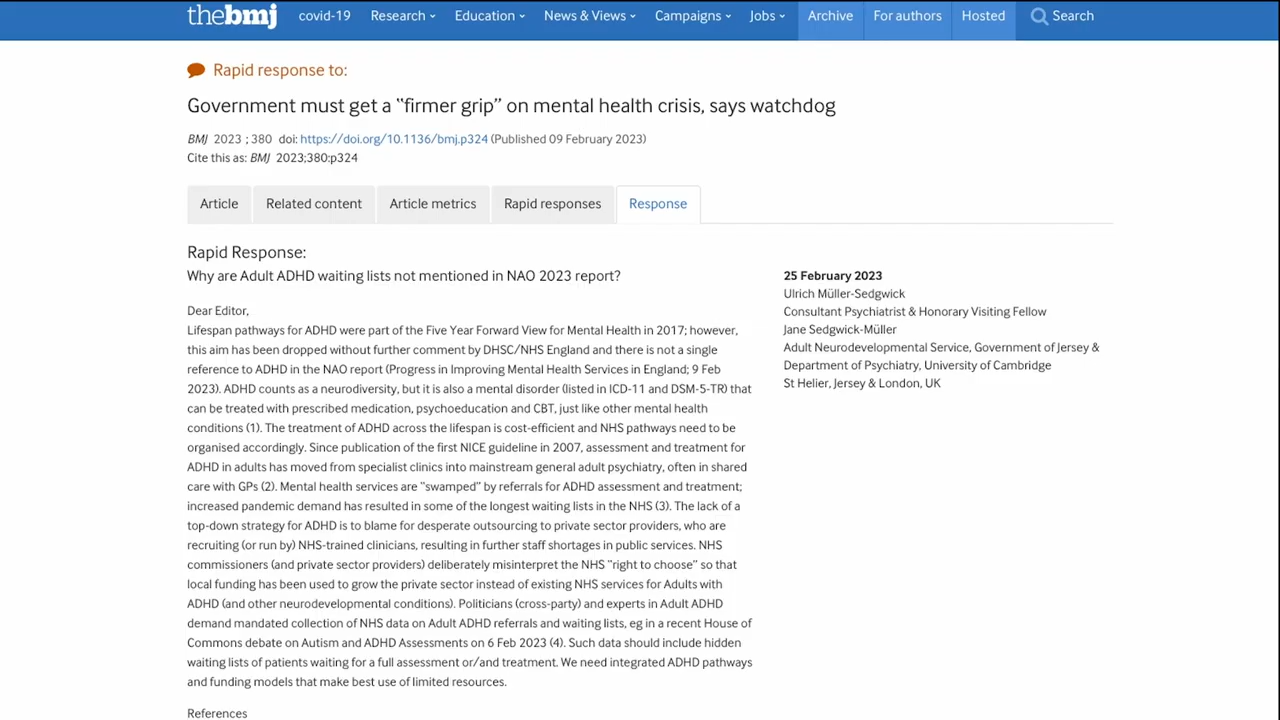 thebmj covid-19 Research Education News & Views Campaigns Jobs Archive For authors Hosted Search
Rapid response to:
Government must get a “firmer grip” on mental health crisis, says watchdog
BMJ 2023 ; 380 doi: https://doi.org/10.1136/bmj.p324 (Published 09 February 2023)
Cite this as: BMJ 2023;380:p324
Article Related content Article metrics Rapid responses Response
Rapid Response:
Why are Adult ADHD waiting lists not mentioned in NAO 2023 report?
Dear Editor,
Lifespan pathways for ADHD were part of the Five Year Forward View for Mental Health in 2017; however,
this aim has been dropped without further comment by DHSC/NHS England and there is not a single
reference to ADHD in the NAO report (Progress in Improving Mental Health Services in England; 9 Feb
2023). ADHD counts as a neurodiversity, but it is also a mental disorder (listed in ICD-11 and DSM-5-TR) that
can be treated with prescribed medication, psychoeducation and CBT, just like other mental health
conditions (1). The treatment of ADHD across the lifespan is cost-efficient and NHS pathways need to be
organised accordingly. Since publication of the first NICE guideline in 2007, assessment and treatment for
ADHD in adults has moved from specialist clinics into mainstream general adult psychiatry, often in shared
care with GPs (2). Mental health services are “swamped” by referrals for ADHD assessment and treatment;
increased pandemic demand has resulted in some of the longest waiting lists in the NHS (3). The lack of a
top-down strategy for ADHD is to blame for desperate outsourcing to private sector providers, who are
recruiting (or run by) NHS-trained clinicians, resulting in further staff shortages in public services. NHS
commissioners (and private sector providers) deliberately misinterpret the NHS “right to choose” so that
local funding has been used to grow the private sector instead of existing NHS services for Adults with
ADHD (and other neurodevelopmental conditions). Politicians (cross-party) and experts in Adult ADHD
demand mandated collection of NHS data on Adult ADHD referrals and waiting lists, eg in a recent House of
Commons debate on Autism and ADHD Assessments on 6 Feb 2023 (4). Such data should include hidden
waiting lists of patients waiting for a full assessment or/and treatment. We need integrated ADHD pathways
and funding models that make best use of limited resources.
References
25 February 2023
Ulrich Müller-Sedgwick
Consultant Psychiatrist & Honorary Visiting Fellow
Jane Sedgwick-Müller
Adult Neurodevelopmental Service, Government of Jersey &
Department of Psychiatry, University of Cambridge
St Helier, Jersey & London, UK